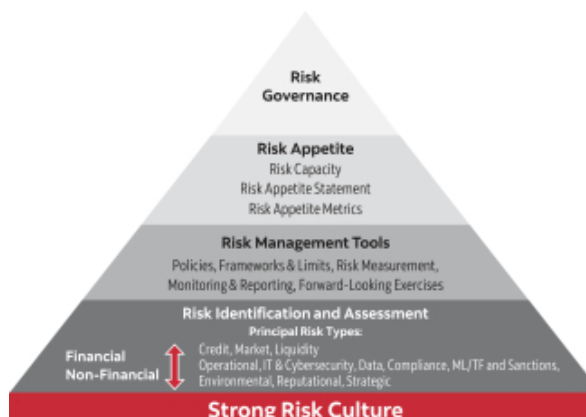 Risk
Governance
Risk Appetite
Risk Capacity
Risk Appetite Statement
Risk Appetite Metrics
Risk Management Tools
Policies, Frameworks & Limits, Risk Measurement,
Monitoring & Reporting, Forward-Looking Exercises
Risk Identification and Assessment
Principal Risk Types:
Financial
Credit, Market, Liquidity
Non-Financial
Operational, IT & Cybersecurity, Data, Compliance, ML/TF and Sanctions,
Environmental, Reputational, Strategic
Strong Risk Culture